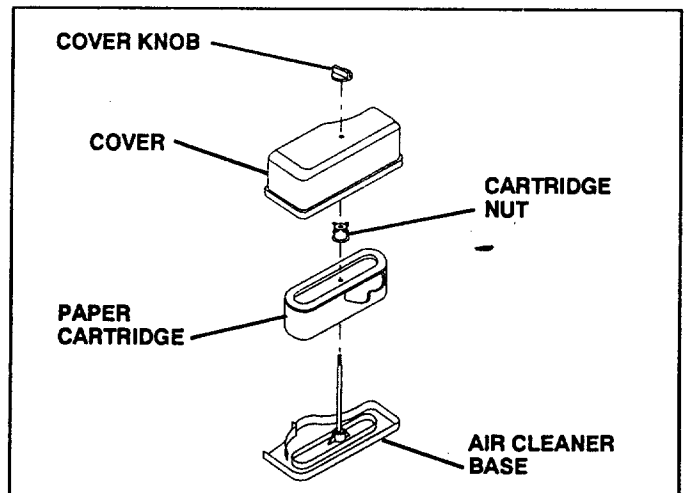 COVER KNOB
COVER
CARTRIDGE
NUT
PAPER
CARTRIDGE
AIR CLEANER
BASE